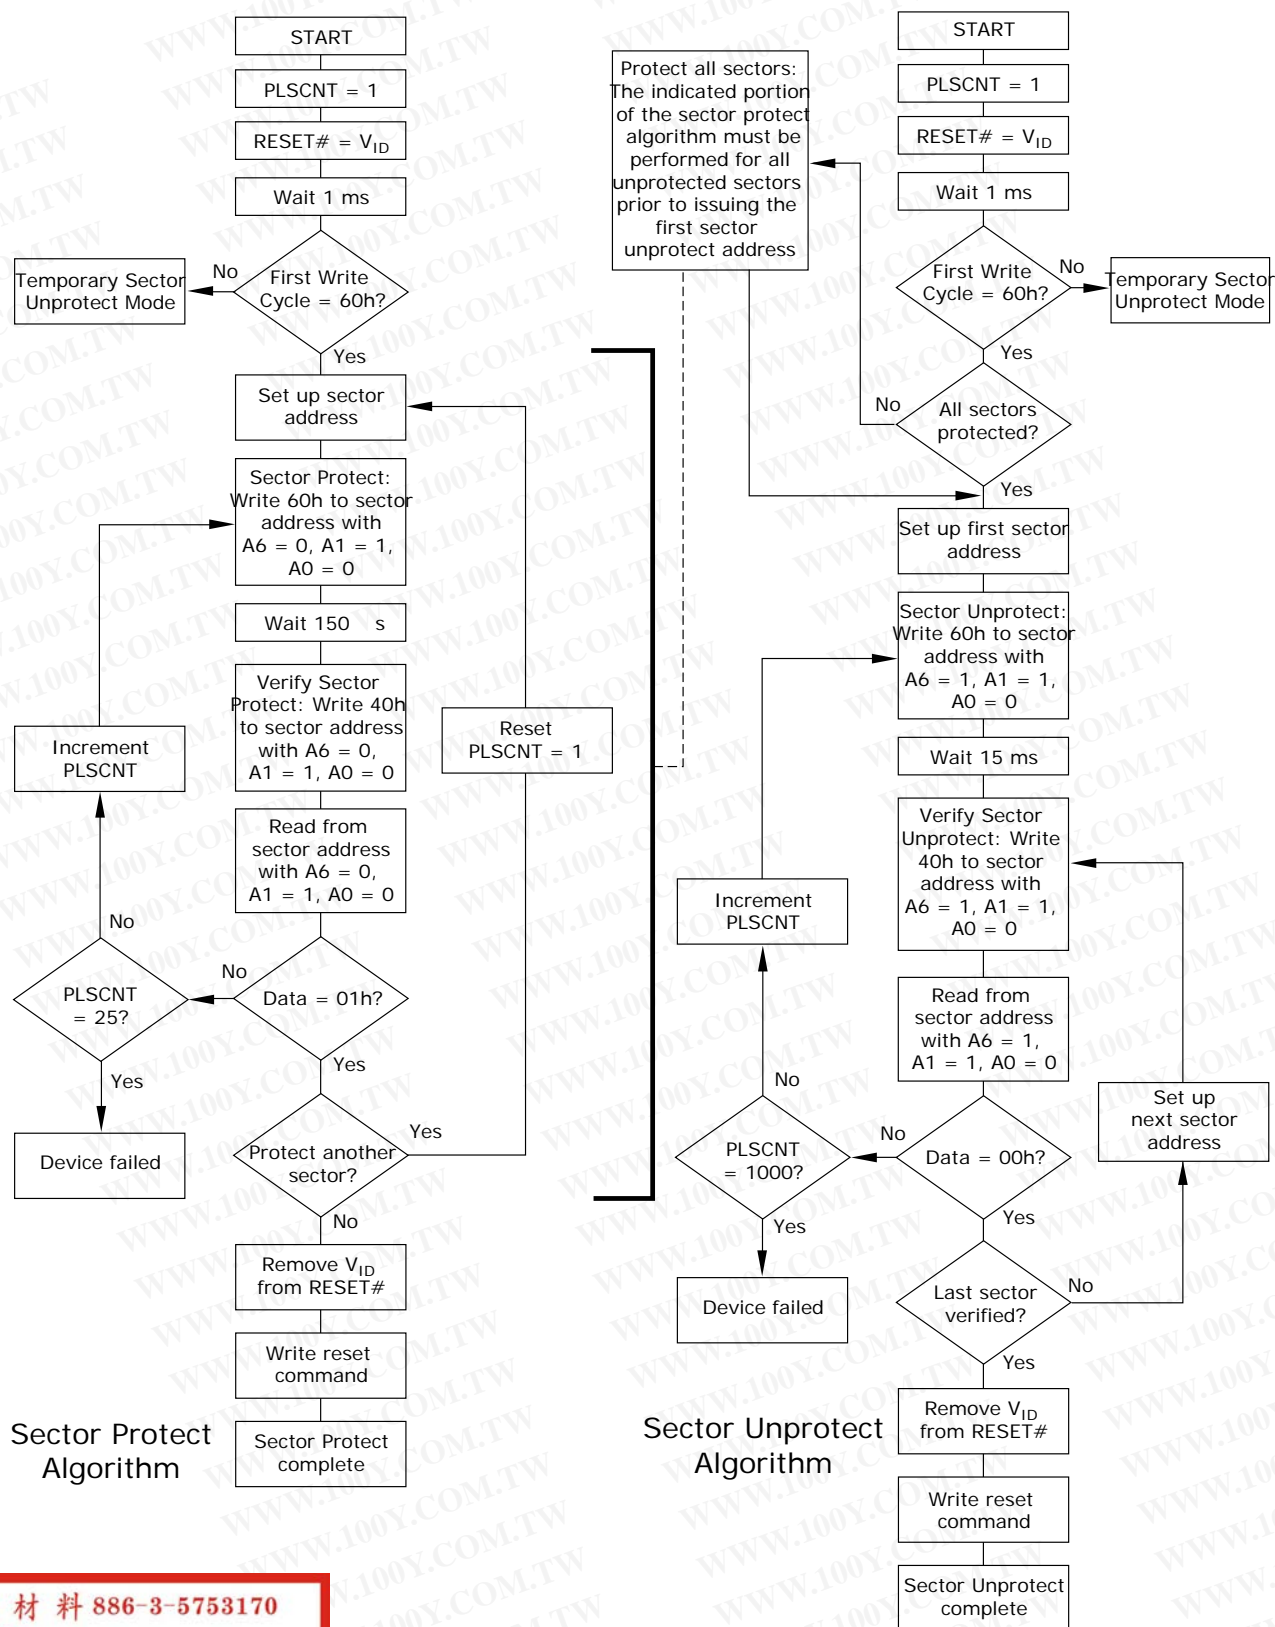 START
PLSCNT = 1
RESET# = VID
Wait 1 ms
First Write
Cycle = 60h?
No
Temporary Sector
Unprotect Mode
Yes
Set up sector
address
Sector Protect:
Write 60h to sector
address with
A6 = 0, A1 = 1,
A0 = 0
Wait 150 s
Verify Sector
Protect: Write 40h
to sector address
with A6 = 0,
A1 = 1, A0 = 0
Read from
sector address
with A6 = 0,
A1 = 1, A0 = 0
Reset
PLSCNT = 1
Increment
PLSCNT
No
PLSCNT
= 25?
Yes
Device failed
No
Data = 01h?
Yes
Protect another
sector?
Yes
No
Remove VID
from RESET#
Write reset
command
Sector Protect
complete
Sector Protect
Algorithm
Protect all sectors:
The indicated portion
of the sector protect
algorithm must be
performed for all
unprotected sectors
prior to issuing the
first sector
unprotect address
START
PLSCNT = 1
RESET# = VID
Wait 1 ms
First Write
Cycle = 60h?
No
Temporary Sector
Unprotect Mode
Yes
No
All sectors
protected?
Yes
Set up first sector
address
Sector Unprotect:
Write 60h to sector
address with
A6 = 1, A1 = 1,
A0 = 0
Wait 15 ms
Verify Sector
Unprotect: Write
40h to sector
address with
A6 = 1, A1 = 1,
A0 = 0
Read from
sector address
with A6 = 1,
A1 = 1, A0 = 0
Increment
PLSCNT
No
PLSCNT
= 1000?
Yes
Device failed
No
Data = 00h?
Yes
Set up
next sector
address
Last sector
verified?
No
Yes
Remove VID
from RESET#
Write reset
command
Sector Unprotect
complete
Sector Unprotect
Algorithm
材 料 886-3-5753170
WWW.100Y.COM.TW